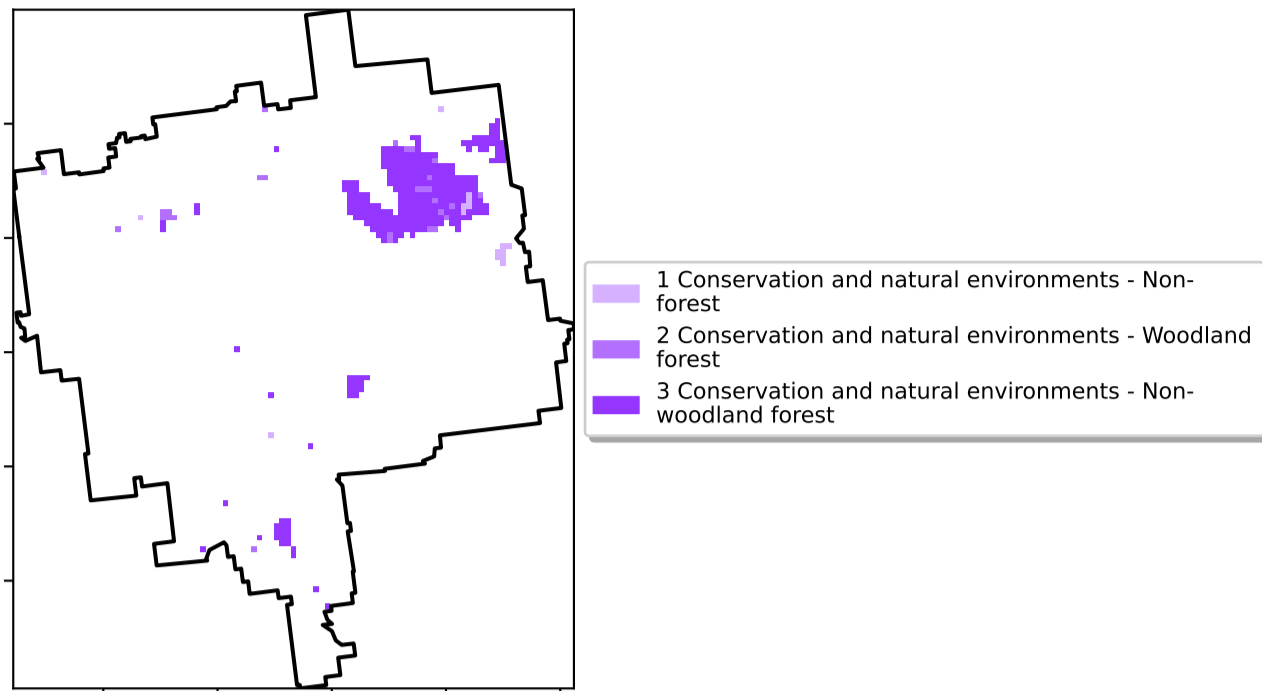 1 Conservation and natural environments - Non-
forest
2 Conservation and natural environments - Woodland
forest
3 Conservation and natural environments - Non-
woodland forest